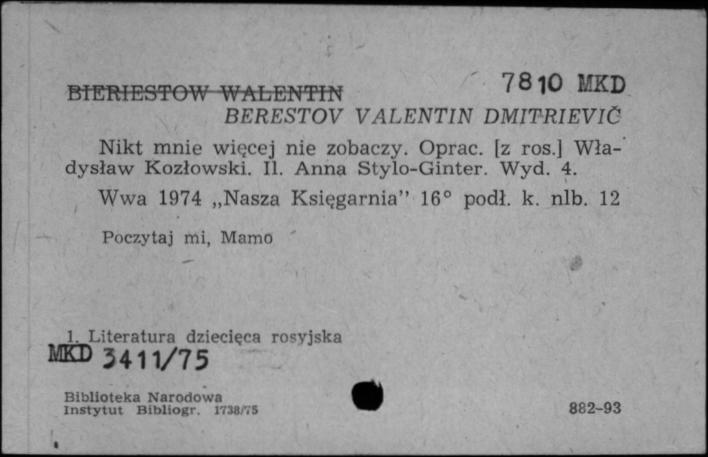 7810 MKD
BIERIESTOW WALENTIN
BERESTOV VALENTIN DMITRIEVIČ
Nikt mnie więcej nie zobaczy. Oprac. [z ros.] Wła-
dysław Kozłowski. Il. Anna Stylo-Ginter. Wyd. 4.
Wwa 1974 „Nasza Księgarnia” 16° podł. k. nlb. 12
Poczytaj mi, Mamo
1. Literatura dziecięca rosyjska
MKD 3411/75
Biblioteka Narodowa
Instytut Bibliogr. 1738/75
882-93